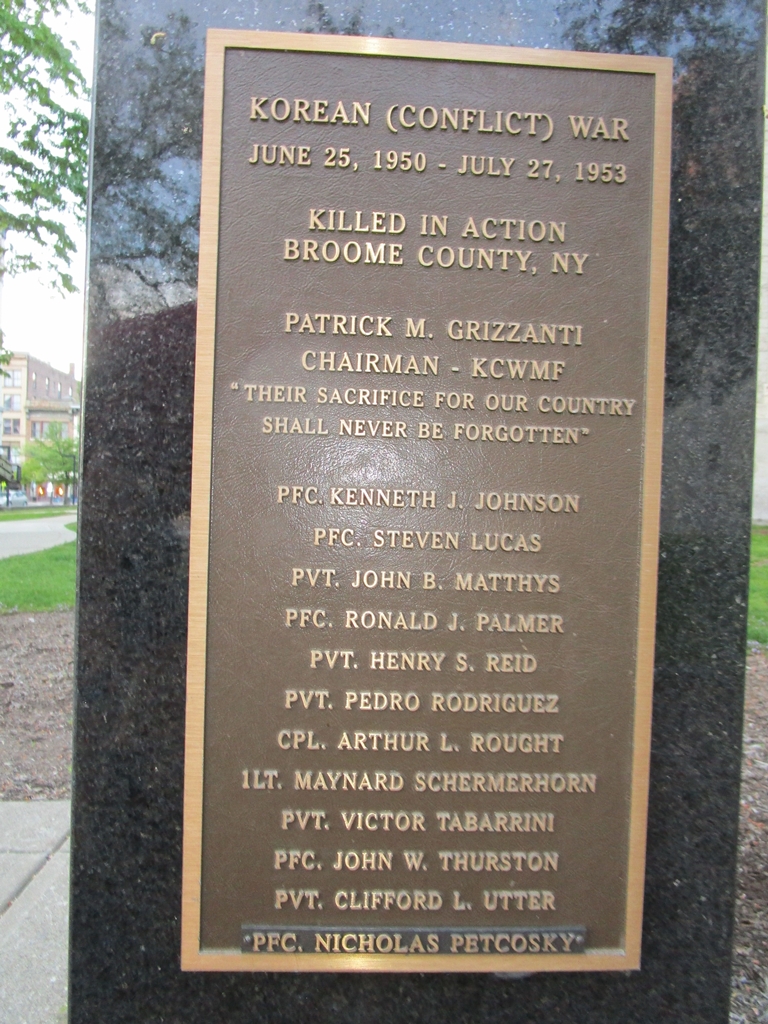 KOREAN (CONFLICT) WAR
JUNE 25, 1950 - JULY 27, 1953
KILLED IN ACTION
BROOME COUNTY, NY
PATRICK M. GRIZZANTI
CHAIRMAN - KCWMF
"THEIR SACRIFICE FOR OUR COUNTRY
SHALL NEVER BE FORGOTTEN"
PFC. KENNETH J. JOHNSON
PFC. STEVEN LUCAS
PVT. JOHN B. MATTHYS
PFC. RONALD J. PALMER
PVT. HENRY S. REID
PVT. PEDRO RODRIGUEZ
CPL. ARTHUR L. ROUGHT
1LT. MAYNARD SCHERMERHORN
PVT. VICTOR TABARRINI
PFC. JOHN W. THURSTON
PVT. CLIFFORD L. UTTER
PFC. NICHOLAS PETCOSKY